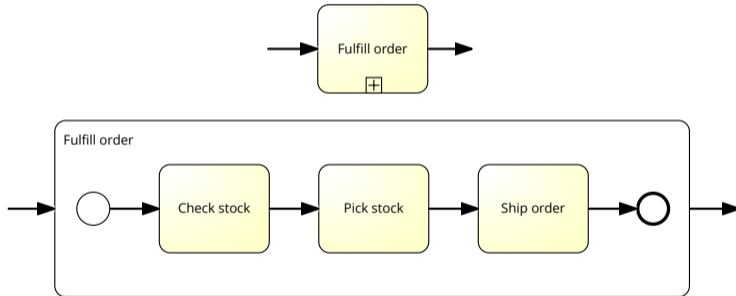 Fulfill order
Fulfill order
Check stock
Pick stock
Ship order